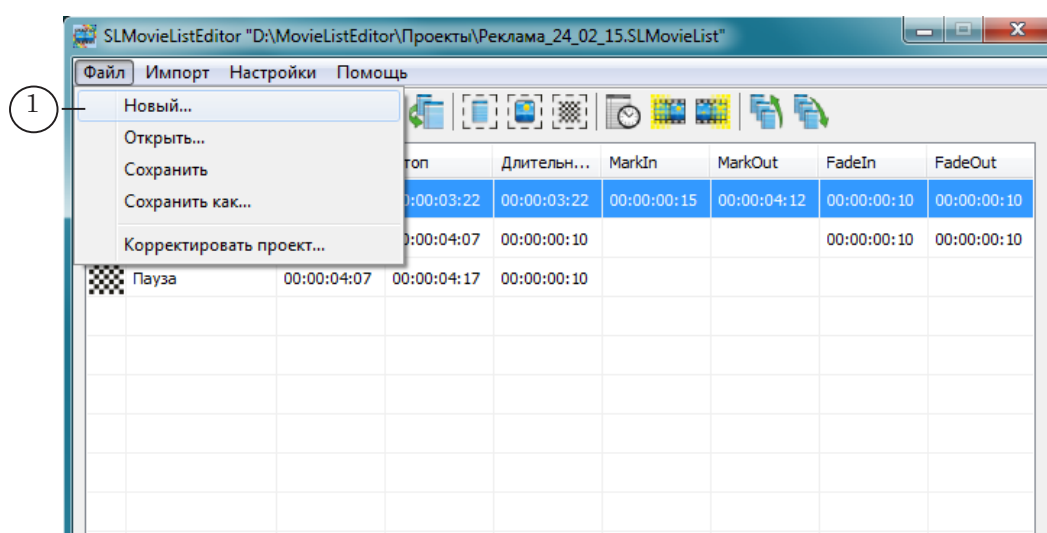 SLMovieListEditor "D:\MovieListEditor\Проекты\Реклама_24_02_15.SLMovieList"
Файл Импорт Настройки Помощь
1
Новый...
Открыть...
Сохранить
Сохранить как...
Корректировать проект...
топ Длительн... MarkIn MarkOut FadeIn FadeOut
0:00:03:22 00:00:03:22 00:00:00:15 00:00:04:12 00:00:00:10 00:00:00:10
0:00:04:07 00:00:00:10 00:00:00:10 00:00:00:10
Пауза 00:00:04:07 00:00:04:17 00:00:00:10